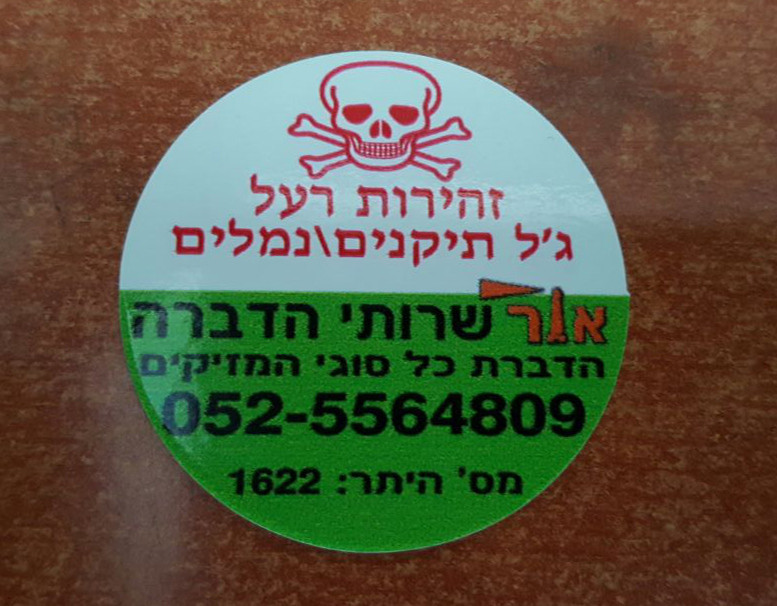 זהירות רעל
ג'ל תיקנים\נמלים
אור שרותי הדברה
הדברת כל סוגי המזיקים
052-5564809
מס' היתר: 1622